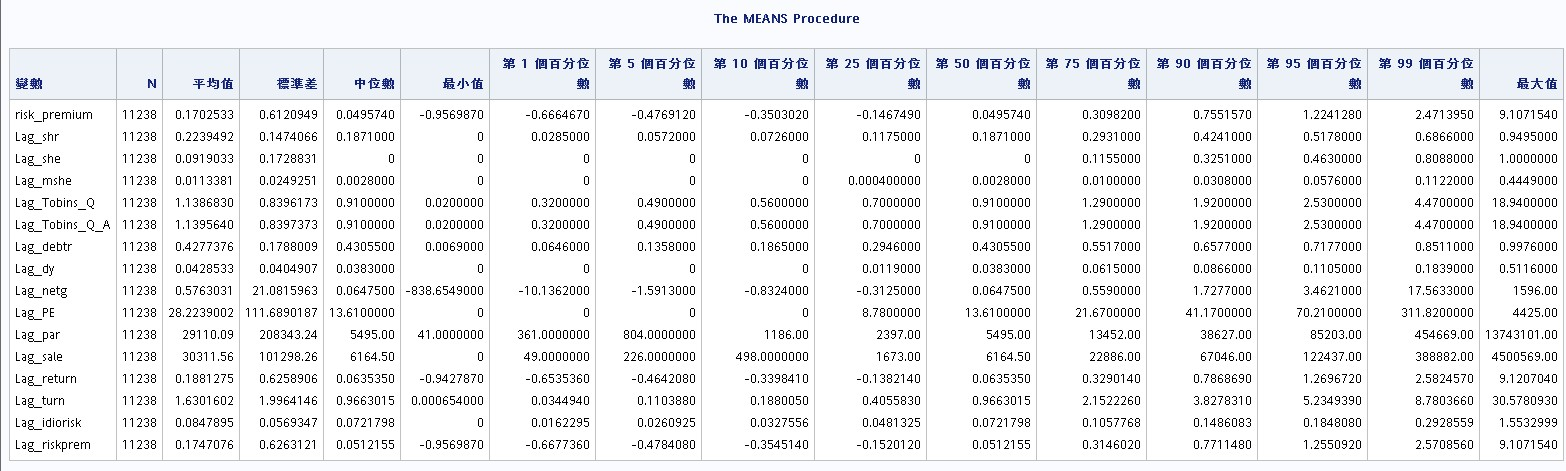 The MEANS Procedure
變數 N 平均值 標準差 中位數 最小值 第 1 個百分位數 第 5 個百分位數 第 10 個百分位數 第 25 個百分位數 第 50 個百分位數 第 75 個百分位數 第 90 個百分位數 第 95 個百分位數 第 99 個百分位數 最大值
risk_premium 11238 0.1702533 0.6120949 0.0495740 -0.9569870 -0.6664670 -0.4769120 -0.3503020 -0.1467490 0.0495740 0.3098200 0.7551570 1.2241280 2.4713950 9.1071540
Lag_shr 11238 0.2239492 0.1474066 0.1871000 0 0.0285000 0.0572000 0.0726000 0.1175000 0.1871000 0.2931000 0.4241000 0.5178000 0.6866000 0.9495000
Lag_she 11238 0.0919033 0.1728831 0 0 0 0 0 0 0 0.1155000 0.3251000 0.4630000 0.8088000 1.0000000
Lag_mshe 11238 0.0113381 0.0249251 0.0028000 0 0 0 0 0.000400000 0.0028000 0.0100000 0.0308000 0.0576000 0.1122000 0.4449000
Lag_Tobins_Q 11238 1.1386830 0.8396173 0.9100000 0.0200000 0.3200000 0.4900000 0.5600000 0.7000000 0.9100000 1.2900000 1.9200000 2.5300000 4.4700000 18.9400000
Lag_Tobins_Q_A 11238 1.1395640 0.8397373 0.9100000 0.0200000 0.3200000 0.4900000 0.5600000 0.7000000 0.9100000 1.2900000 1.9200000 2.5300000 4.4700000 18.9400000
Lag_debtr 11238 0.4277376 0.1788009 0.4305500 0.0069000 0.0646000 0.1358000 0.1865000 0.2946000 0.4305500 0.5517000 0.6577000 0.7177000 0.8511000 0.9976000
Lag_dy 11238 0.0428533 0.0404907 0.0383000 0 0 0 0 0.0119000 0.0383000 0.0615000 0.0866000 0.1105000 0.1839000 0.5116000
Lag_netg 11238 0.5763031 21.0815963 0.0647500 -838.6549000 -10.1362000 -1.5913000 -0.8324000 -0.3125000 0.0647500 0.5590000 1.7277000 3.4621000 17.5633000 1596.00
Lag_PE 11238 28.2239002 111.6890187 13.6100000 0 0 0 0 8.7800000 13.6100000 21.6700000 41.1700000 70.2100000 311.8200000 4425.00
Lag_par 11238 29110.09 208343.24 5495.00 41.0000000 361.0000000 804.0000000 1186.00 2397.00 5495.00 13452.00 38627.00 85203.00 454669.00 13743101.00
Lag_sale 11238 30311.56 101298.26 6164.50 0 49.0000000 226.0000000 498.0000000 1673.00 6164.50 22886.00 67046.00 122437.00 388882.00 4500569.00
Lag_return 11238 0.1881275 0.6258906 0.0635350 -0.9427870 -0.6535360 -0.4642080 -0.3398410 -0.1382140 0.0635350 0.3290140 0.7868690 1.2696720 2.5824570 9.1207040
Lag_turn 11238 1.6301602 1.9964146 0.9663015 0.000654000 0.0344940 0.1103880 0.1880050 0.4055830 0.9663015 2.1522260 3.8278310 5.2349390 8.7803660 30.5780930
Lag_idiorisk 11238 0.0847895 0.0569347 0.0721798 0 0.0162295 0.0260925 0.0327556 0.0481325 0.0721798 0.1057768 0.1486083 0.1848080 0.2928559 1.5532999
Lag_riskprem 11238 0.1747076 0.6263121 0.0512155 -0.9569870 -0.6677360 -0.4784080 -0.3545140 -0.1520120 0.0512155 0.3146020 0.7711480 1.2550920 2.5708560 9.1071540